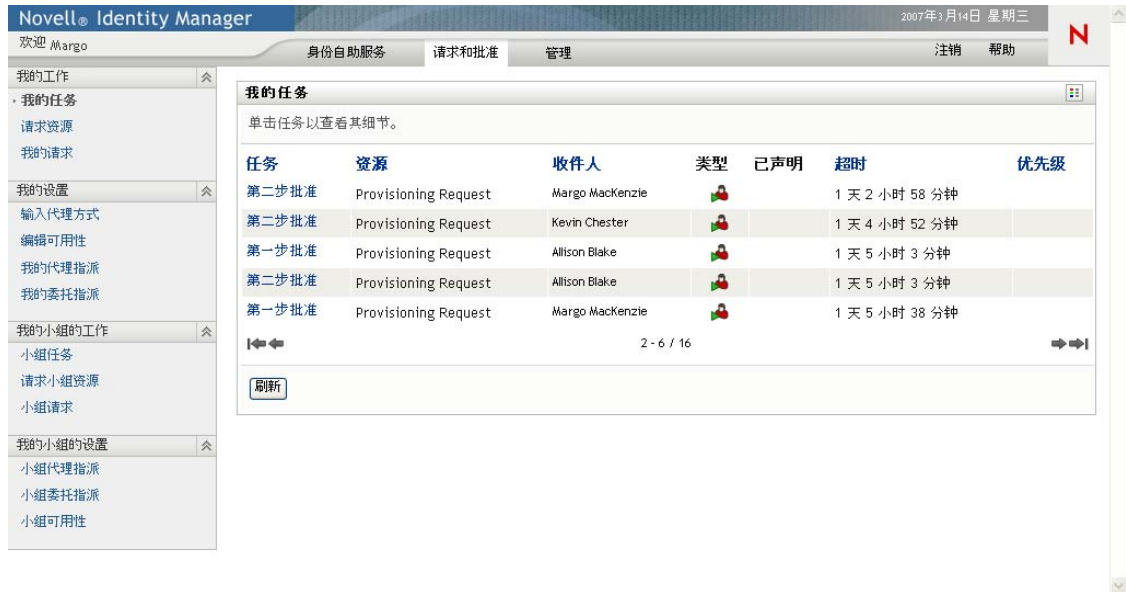 Novell® Identity Manager
2007年3月14日 星期三
N
欢迎 Margo
身份自助服务 请求和批准 管理 注销 帮助
我的工作
我的任务
请求资源
我的请求
我的设置
输入代理方式
编辑可用性
我的代理指派
我的委托指派
我的小组的工作
小组任务
请求小组资源
小组请求
我的小组的设置
小组代理指派
小组委托指派
小组可用性
我的任务
单击任务以查看其细节。
任务 资源 收件人 类型 已声明 超时 优先级
第二步批准 Provisioning Request Margo MacKenzie 1 天 2 小时 58 分钟
第二步批准 Provisioning Request Kevin Chester 1 天 4 小时 52 分钟
第一步批准 Provisioning Request Allison Blake 1 天 5 小时 3 分钟
第二步批准 Provisioning Request Allison Blake 1 天 5 小时 3 分钟
第一步批准 Provisioning Request Margo MacKenzie 1 天 5 小时 38 分钟
2 - 6 / 16
刷新